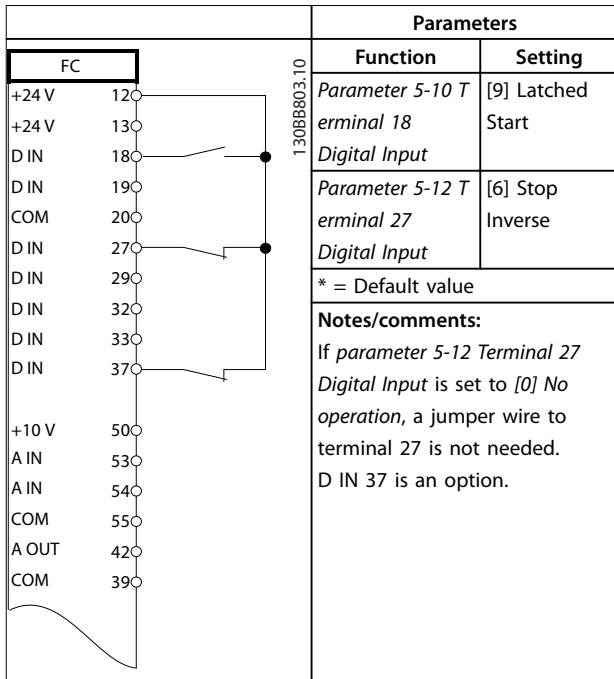 Parameters
FC
Function Setting
130BB803.10
+24 V 12
+24 V 13
D IN 18
D IN 19
COM 20
D IN 27
D IN 29
D IN 32
D IN 33
D IN 37
+10 V 50
A IN 53
A IN 54
COM 55
A OUT 42
COM 39
Parameter 5-10 T
erminal 18
Digital Input
[9] Latched
Start
Parameter 5-12 T
erminal 27
Digital Input
[6] Stop
Inverse
* = Default value
Notes/comments:
If parameter 5-12 Terminal 27
Digital Input is set to [0] No
operation, a jumper wire to
terminal 27 is not needed.
D IN 37 is an option.